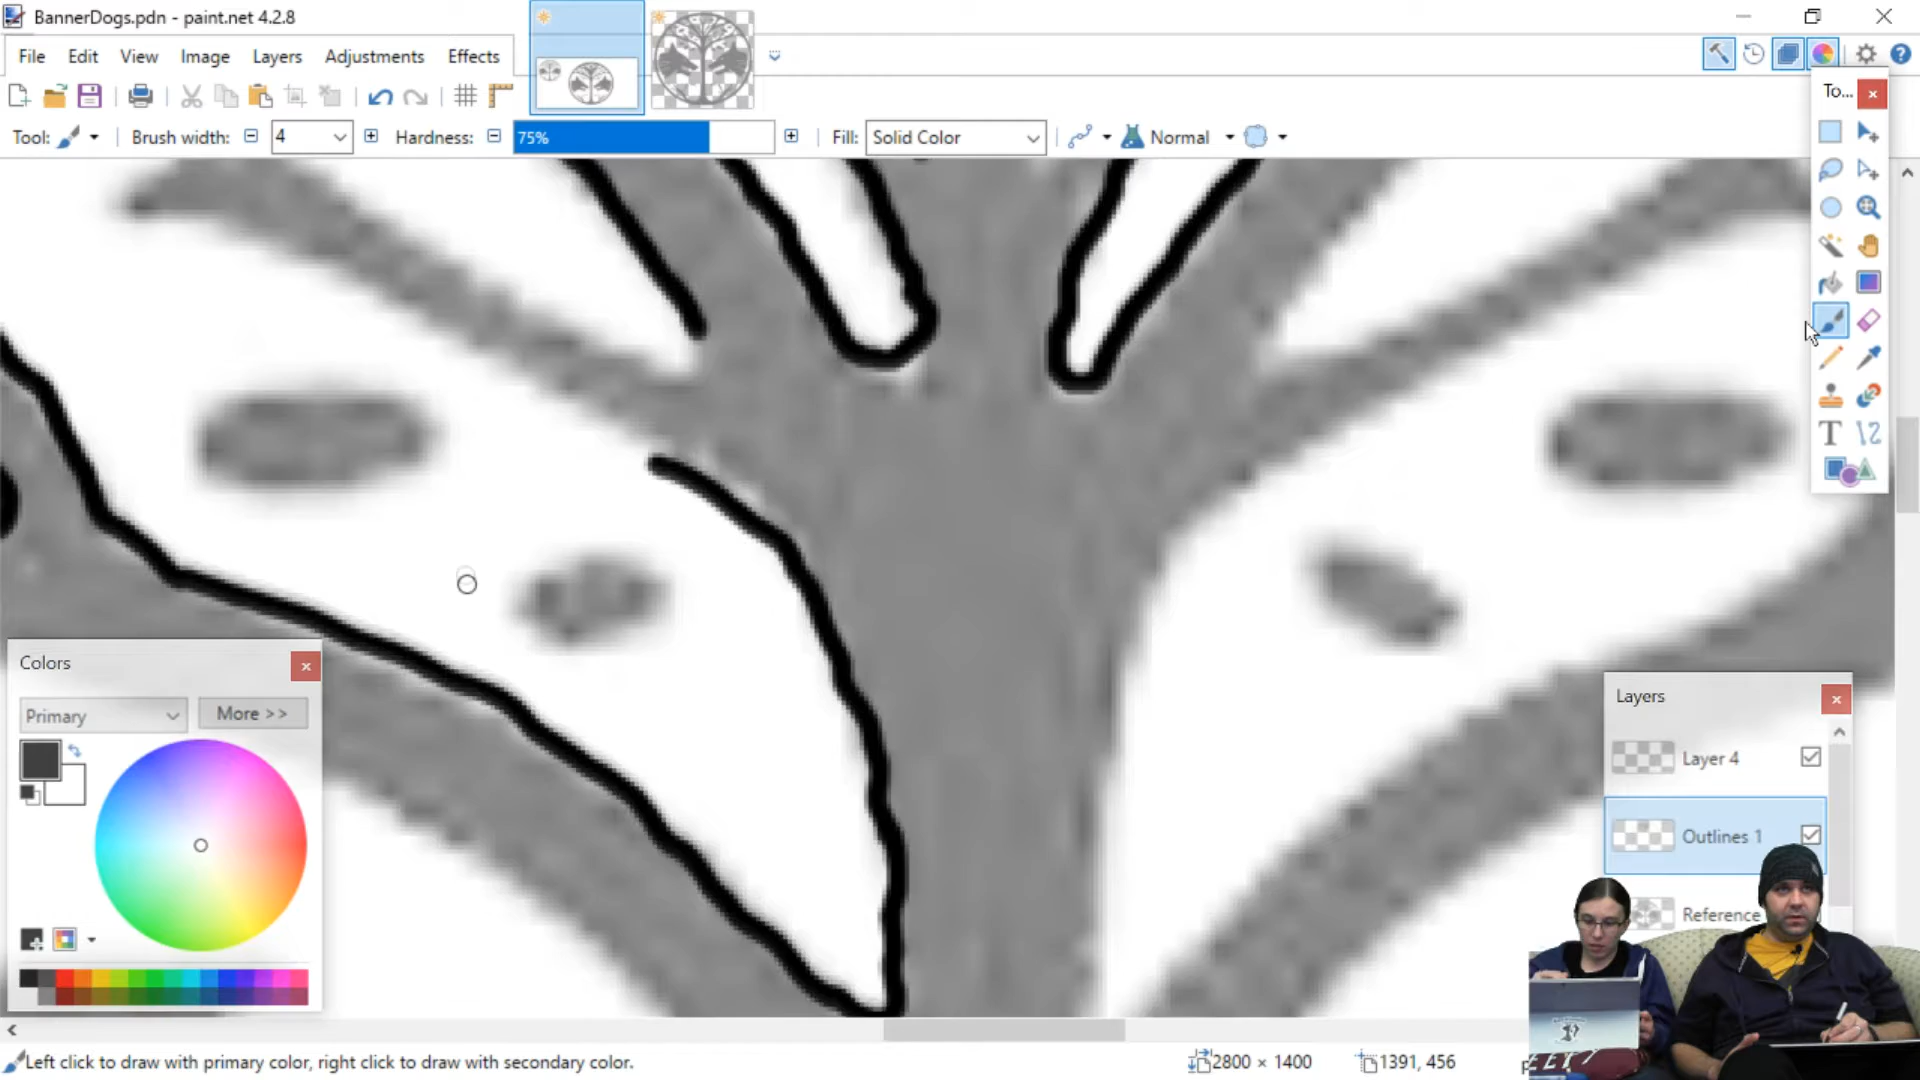 BannerDogs.pdn - paint.net 4.2.8
File Edit View Image Layers Adjustments Effects
Tool: Brush width: 4 Hardness: 75% Fill: Solid Color Normal
To...
Colors
Primary More >>
Layers
Layer 4
Outlines 1
Reference
Left click to draw with primary color, right click to draw with secondary color.
2800 × 1400
1391, 456